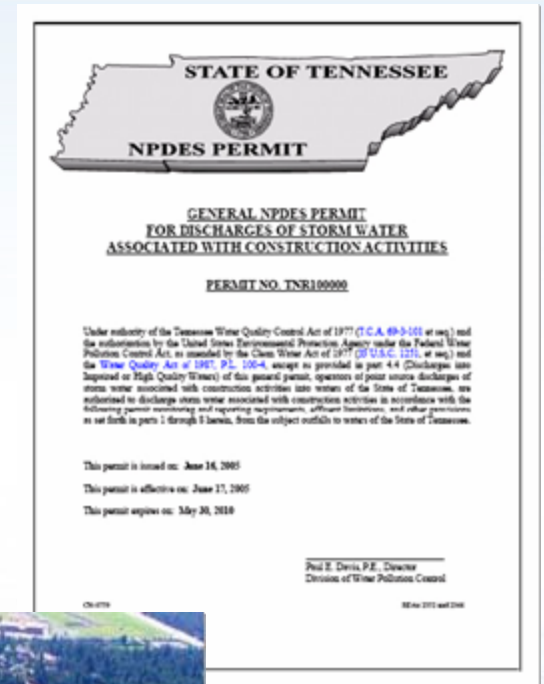 STATE OF TENNESSEE
NPDES PERMIT
GENERAL NPDES PERMIT
FOR DISCHARGES OF STORM WATER
ASSOCIATED WITH CONSTRUCTION ACTIVITIES
PERMIT NO. TNR100000
Under authority of the Tennessee Water Quality Control Act of 1977 (T.C.A. 69-3-101 et seq.) and
the authorization by the United States Environmental Protection Agency under the Federal Water
Pollution Control Act, as amended by the Clean Water Act of 1977 (33 U.S.C. 1251, et seq.) and
the Water Quality Act of 1987, P.L. 100-4, except as provided in part 4.4 (Discharges into
Impaired or High Quality Waters) of this general permit, operators of point source discharges of
storm water associated with construction activities into waters of the State of Tennessee, are
authorized to discharge storm water associated with construction activities in accordance with the
following permit monitoring and reporting requirements, effluent limitations, and other provisions
as set forth in parts 1 through 8 herein, from the subject outfalls to waters of the State of Tennessee.
This permit is issued on: June 16, 2005
This permit is effective on: June 17, 2005
This permit expires on: May 30, 2010
Paul E. Davis, P.E., Director
Division of Water Pollution Control